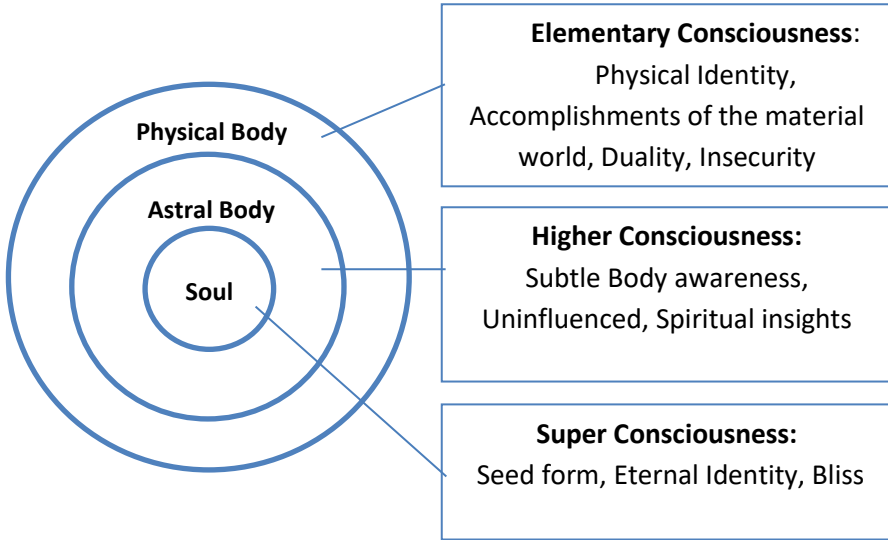 Physical Body
Astral Body
Soul
Elementary Consciousness:
Physical Identity,
Accomplishments of the material
world, Duality, Insecurity
Higher Consciousness:
Subtle Body awareness,
Uninfluenced, Spiritual insights
Super Consciousness:
Seed form, Eternal Identity, Bliss